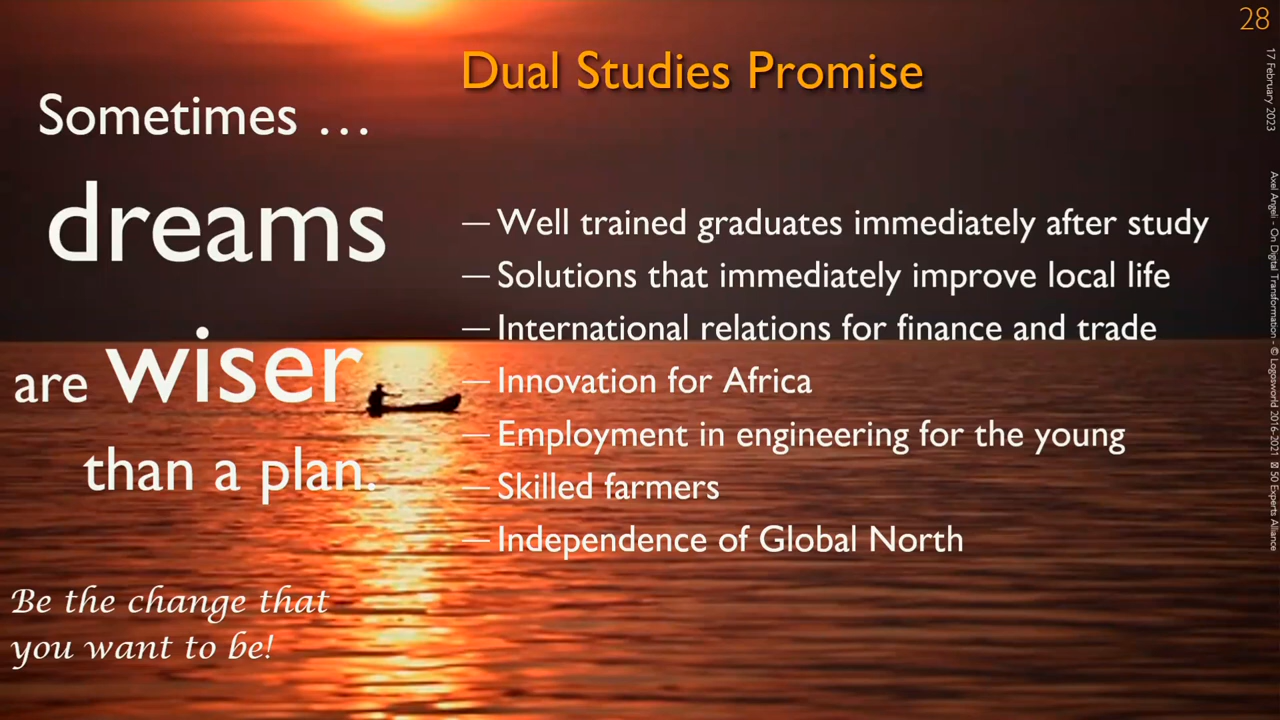 28
Dual Studies Promise
Sometimes …
dreams
are wiser
than a plan.
Be the change that
you want to be!
— Well trained graduates immediately after study
— Solutions that immediately improve local life
— International relations for finance and trade
— Innovation for Africa
— Employment in engineering for the young
— Skilled farmers
— Independence of Global North
17 February 2023
Axel Angeli - On Digital Transformation - © Logosworld 2016-2021 50 Experts Alliance